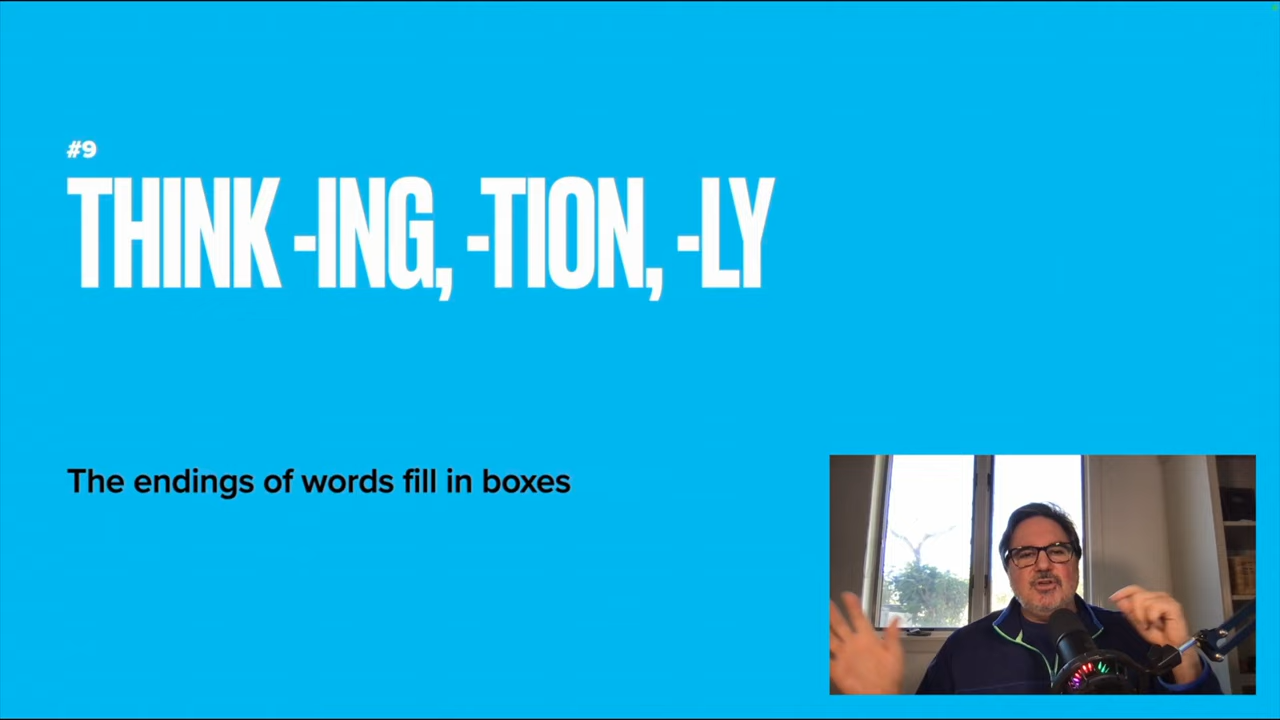 #9
THINK -ING, -TION, -LY
The endings of words fill in boxes